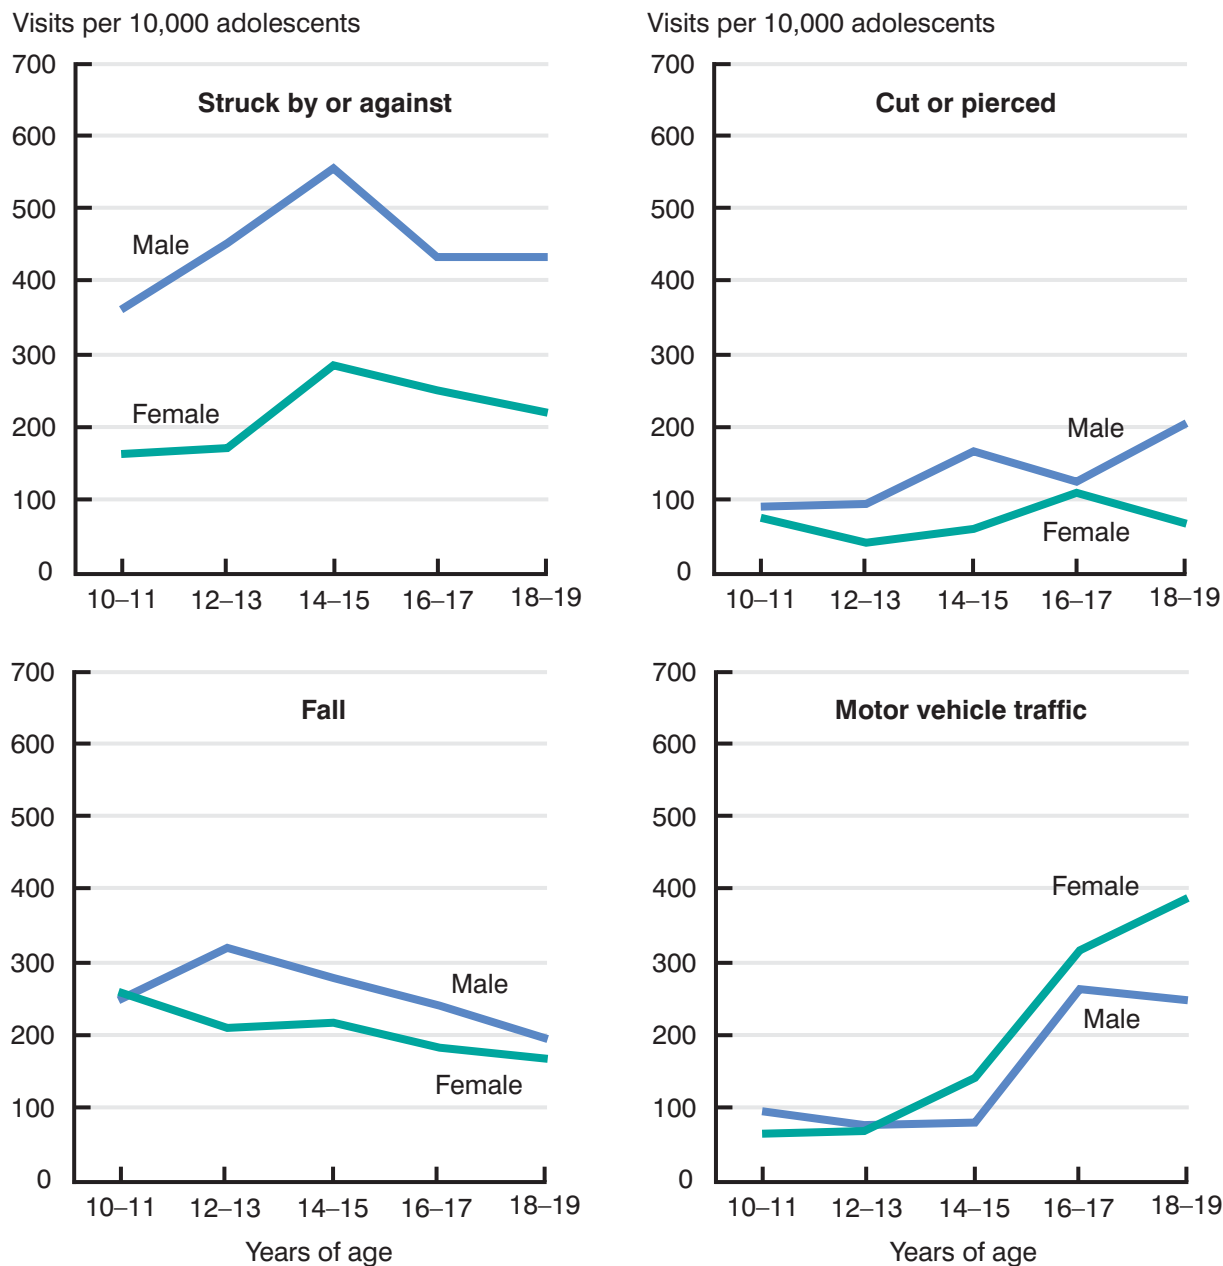 Visits per 10,000 adolescents
700
Struck by or against
600
500
Male
400
300
Female
200
100
0
10–11 12–13 14–15 16–17 18–19
Visits per 10,000 adolescents
700
Cut or pierced
600
500
400
300
Male
200
100
Female
0
10–11 12–13 14–15 16–17 18–19
700
Fall
600
500
400
300
Male
200
Female
100
0
10–11 12–13 14–15 16–17 18–19
Years of age
700
Motor vehicle traffic
600
500
Female
400
300
Male
200
100
0
10–11 12–13 14–15 16–17 18–19
Years of age